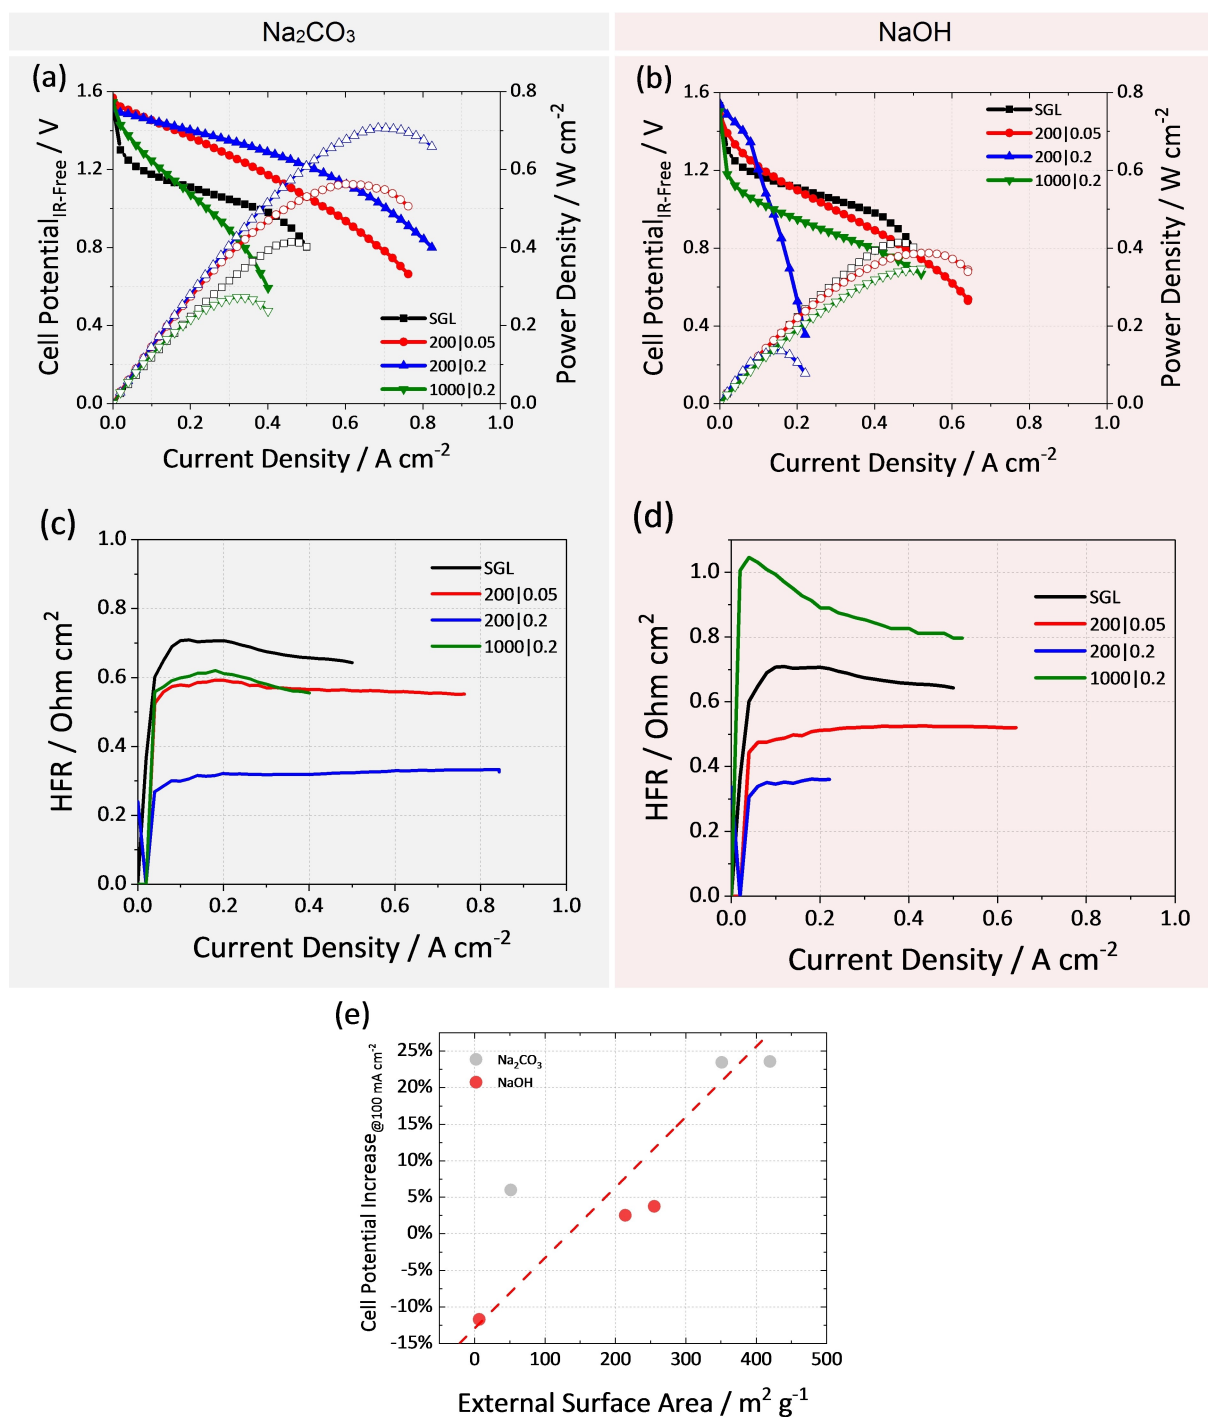 Na₂CO₃
NaOH
(a)
1.6
1.2
0.8
0.4
0.0
Cell Potential_IR-Free / V
0.8
0.6
0.4
0.2
0.0
Power Density / W cm⁻²
SGL
200|0.05
200|0.2
1000|0.2
0.0 0.2 0.4 0.6 0.8 1.0
Current Density / A cm⁻²
(b)
1.6
1.2
0.8
0.4
0.0
Cell Potential_IR-Free / V
0.8
0.6
0.4
0.2
0.0
Power Density / W cm⁻²
SGL
200|0.05
200|0.2
1000|0.2
0.0 0.2 0.4 0.6 0.8 1.0
Current Density / A cm⁻²
(c)
1.0
0.8
0.6
0.4
0.2
0.0
HFR / Ohm cm²
SGL
200|0.05
200|0.2
1000|0.2
0.0 0.2 0.4 0.6 0.8 1.0
Current Density / A cm⁻²
(d)
1.0
0.8
0.6
0.4
0.2
0.0
HFR / Ohm cm²
SGL
200|0.05
200|0.2
1000|0.2
0.0 0.2 0.4 0.6 0.8 1.0
Current Density / A cm⁻²
(e)
25%
20%
15%
10%
5%
0%
-5%
-10%
-15%
Cell Potential Increase@100 mA cm⁻²
Na₂CO₃
NaOH
0 100 200 300 400 500
External Surface Area / m² g⁻¹